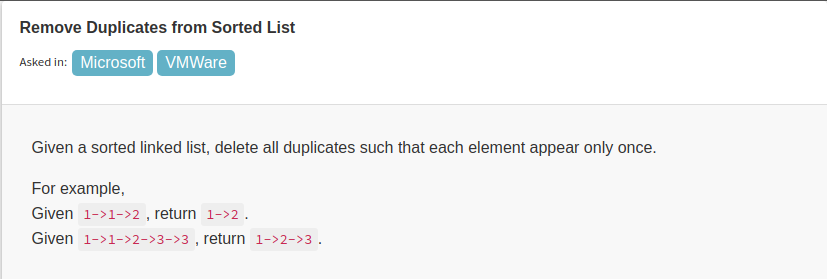 Remove Duplicates from Sorted List
Asked in: Microsoft VMWare
Given a sorted linked list, delete all duplicates such that each element appear only once.
For example,
Given 1->1->2 , return 1->2 .
Given 1->1->2->3->3 , return 1->2->3 .